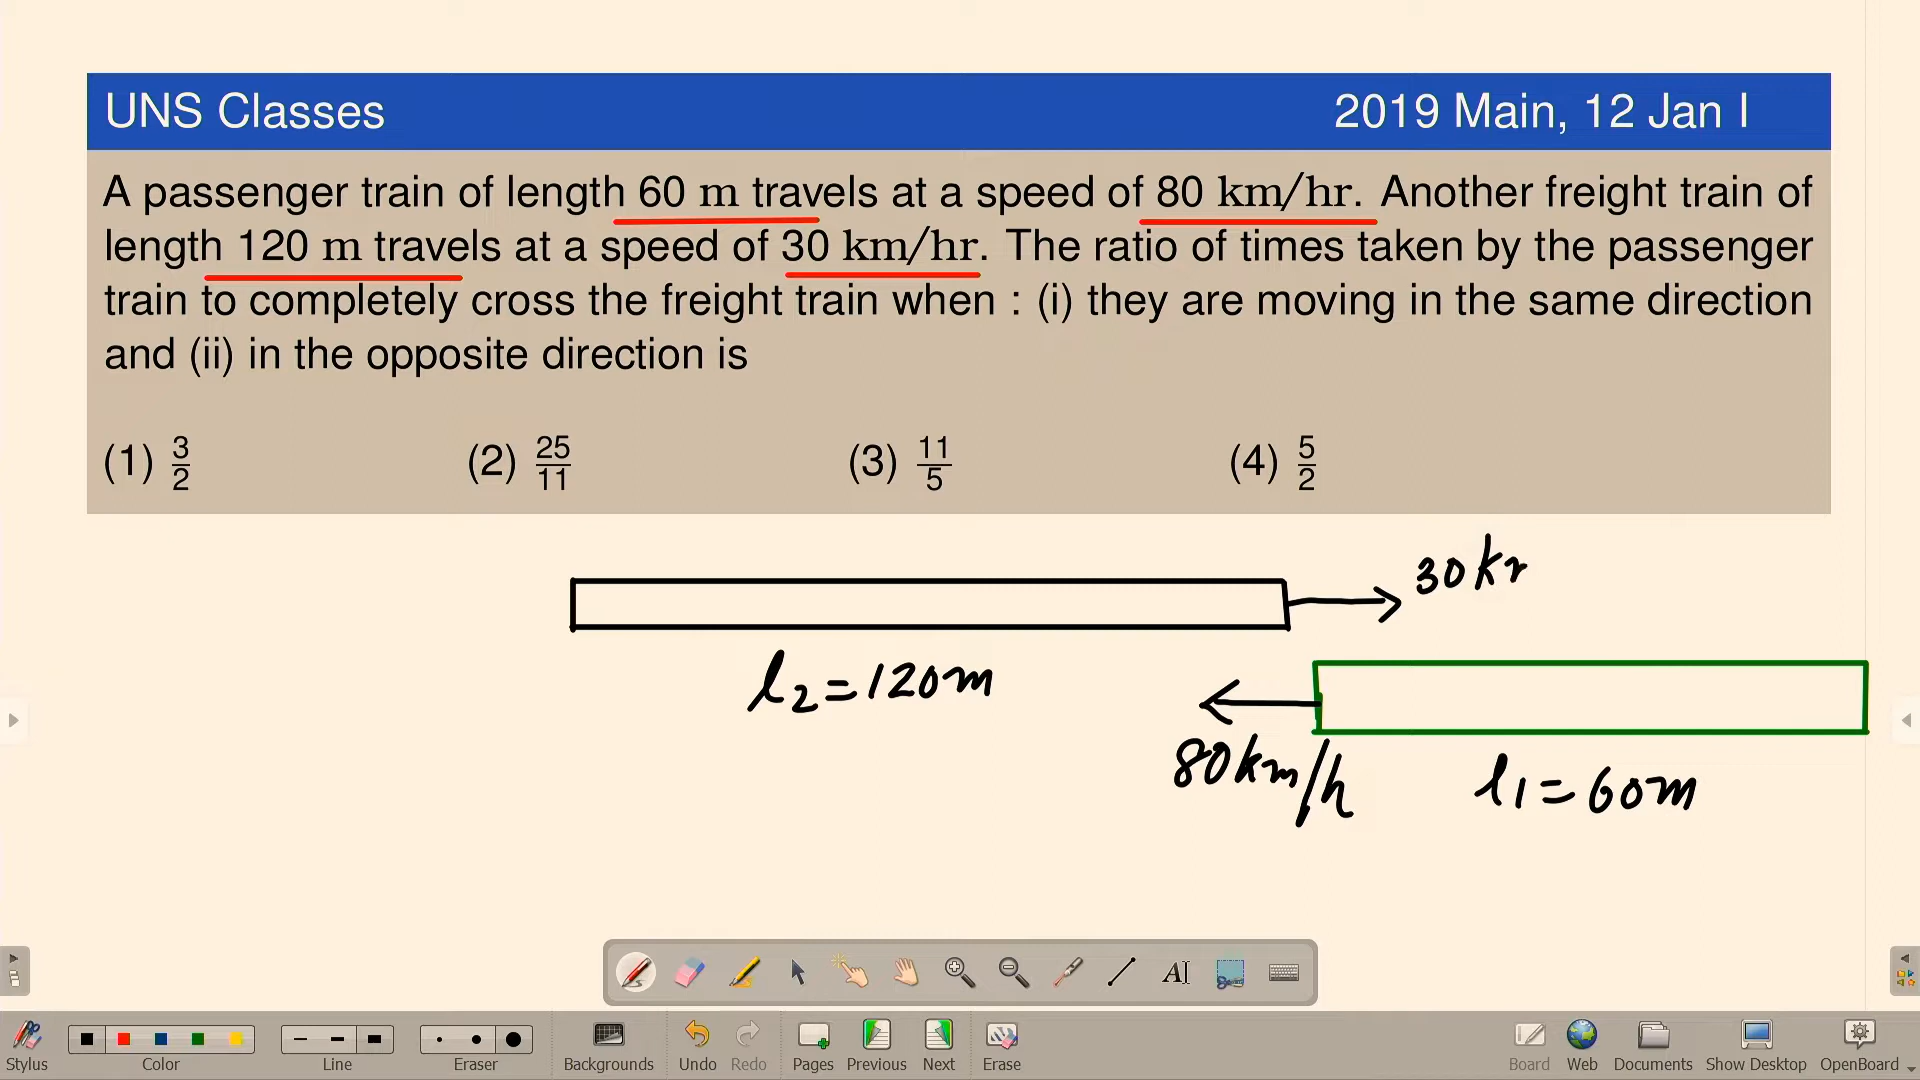 UNS Classes 2019 Main, 12 Jan I
A passenger train of length 60 m travels at a speed of 80 km/hr. Another freight train of
length 120 m travels at a speed of 30 km/hr. The ratio of times taken by the passenger
train to completely cross the freight train when : (i) they are moving in the same direction
and (ii) in the opposite direction is
(1) 3/2 (2) 25/11 (3) 11/5 (4) 5/2
30 kr
l2 = 120m
80km/h
l1 = 60m
Stylus Color Line Eraser Backgrounds Undo Redo Pages Previous Next Erase Board Web Documents Show Desktop OpenBoard